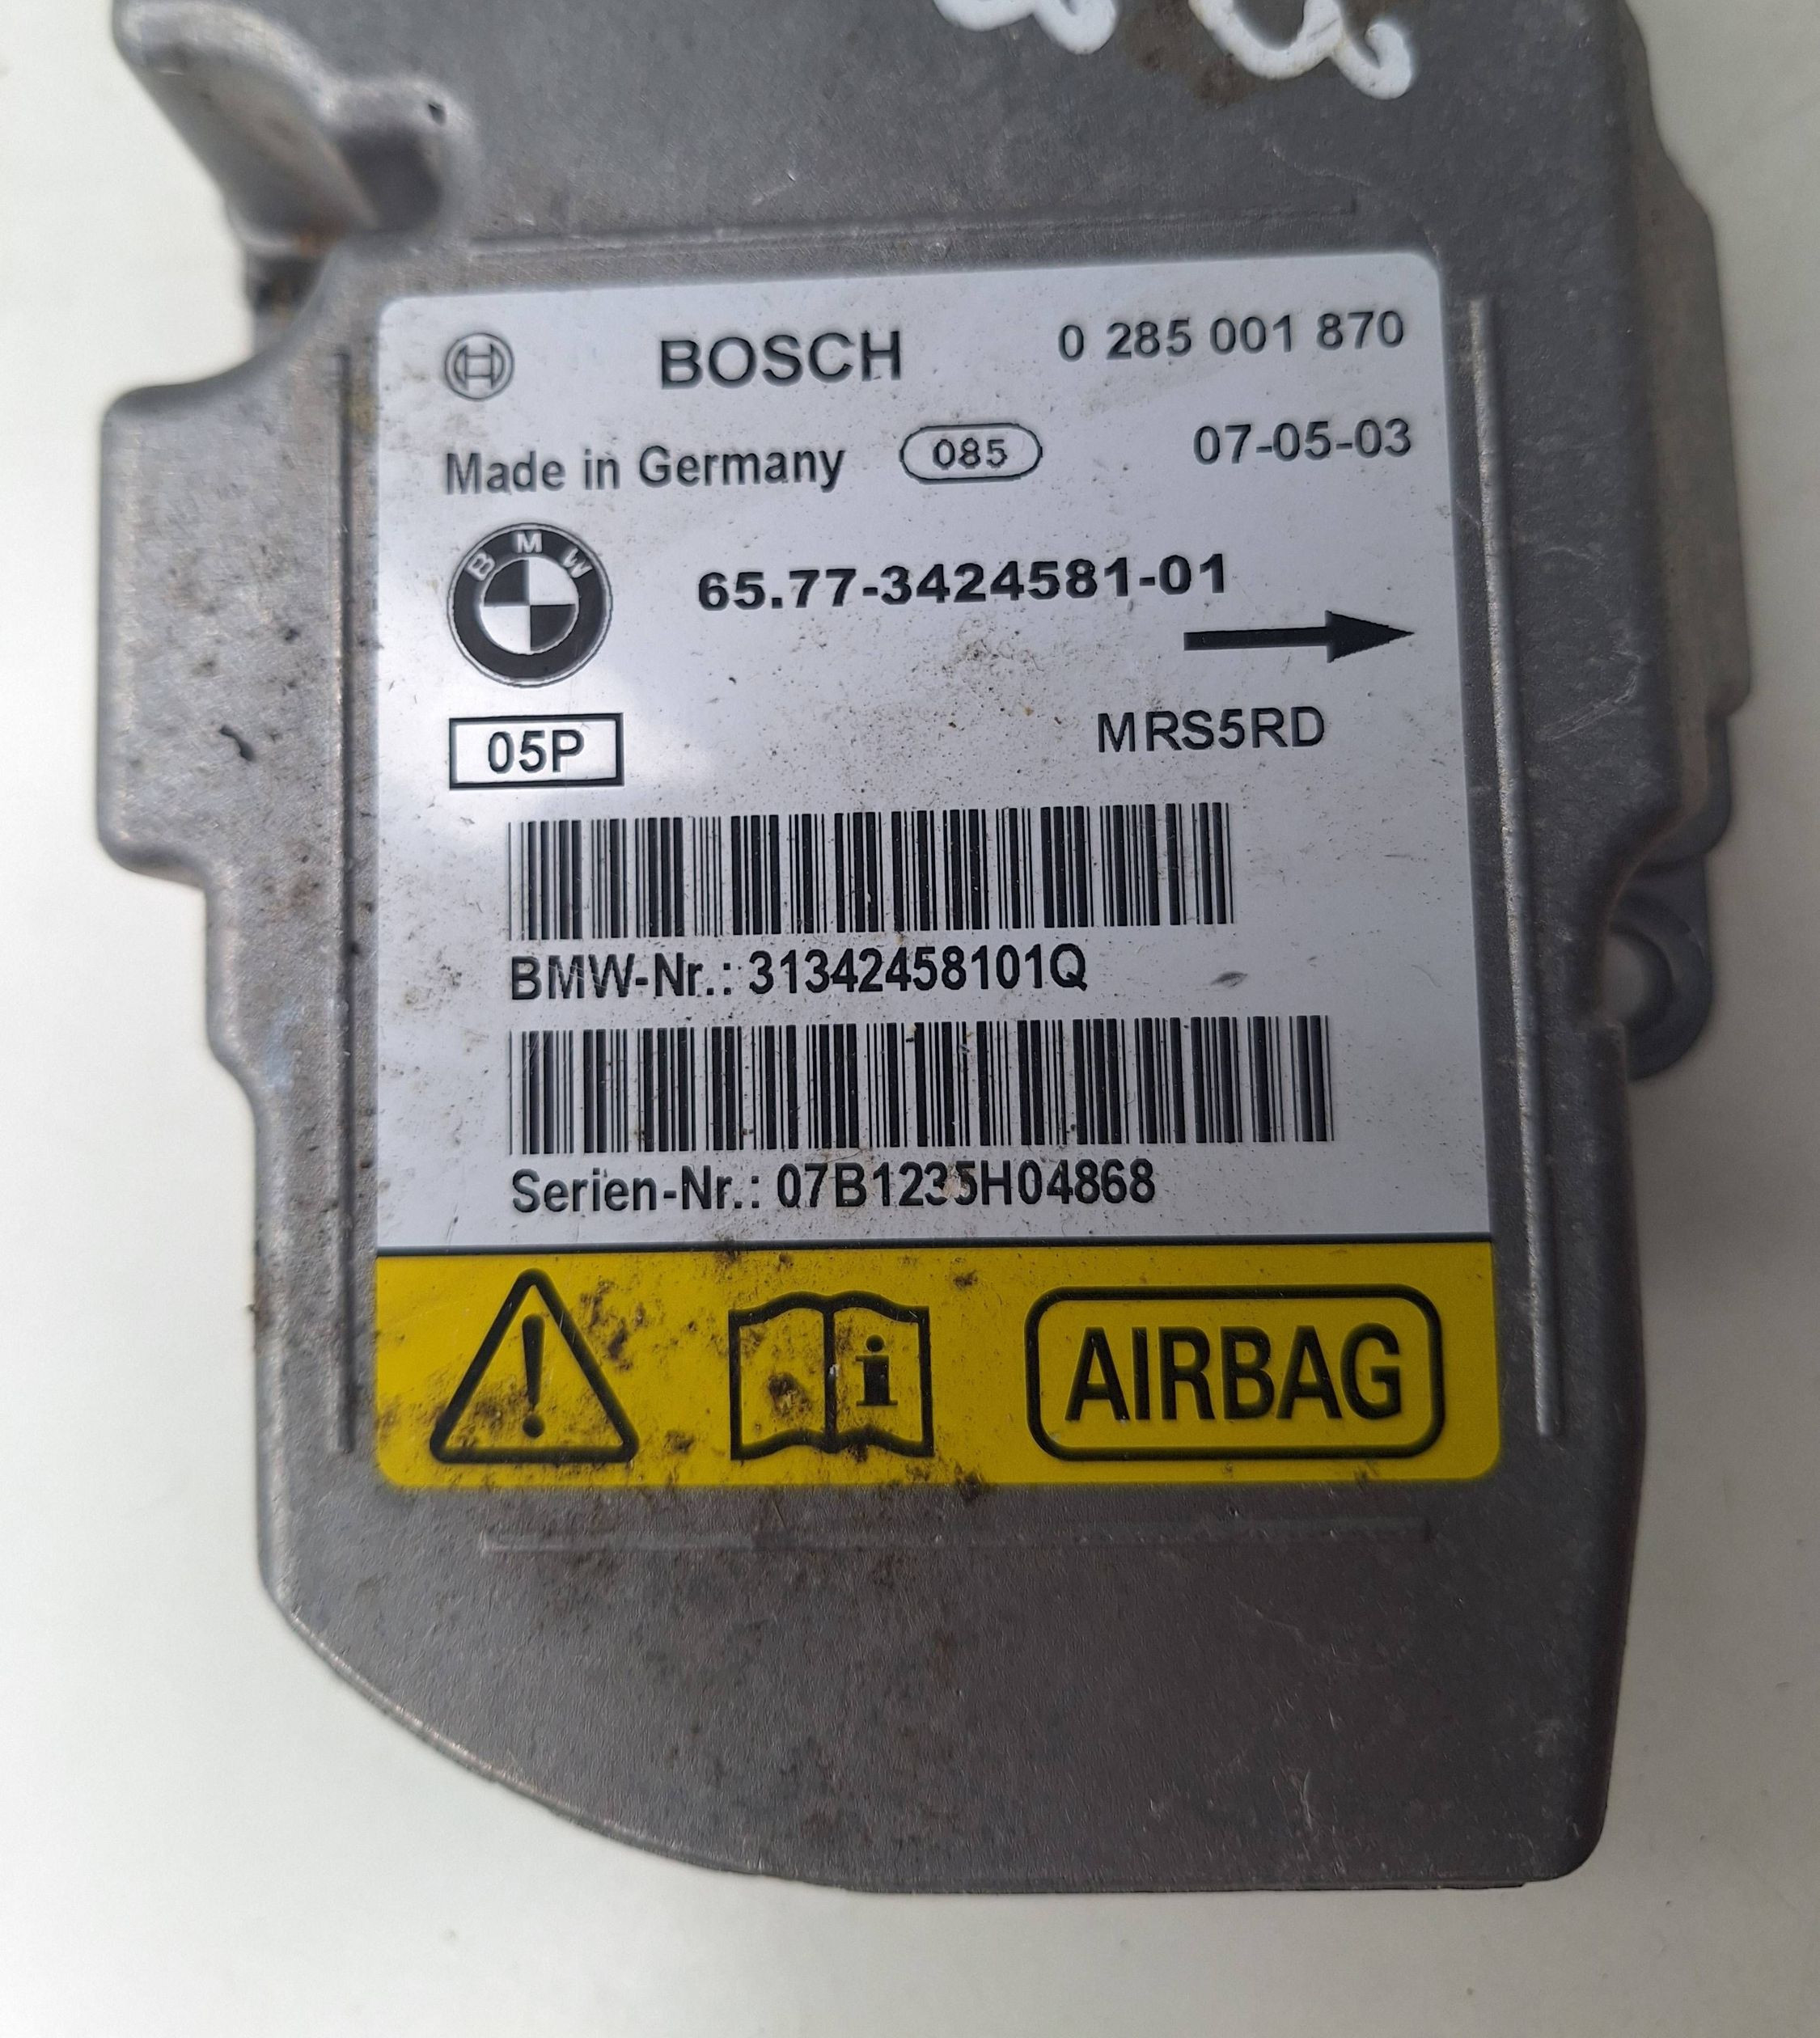 BOSCH 0 285 001 870
Made in Germany 085 07-05-03
BMW 65.77-3424581-01
05P MRS5RD
BMW-Nr.: 31342458101Q
Serien-Nr.: 07B1235H04868
! i AIRBAG